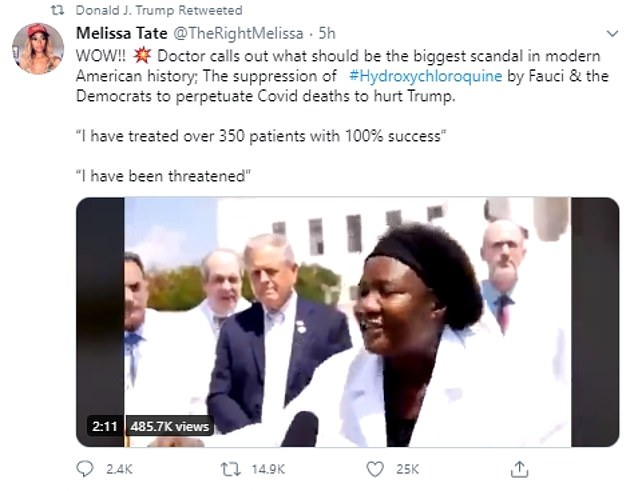 Donald J. Trump Retweeted
Melissa Tate @TheRightMelissa · 5h
WOW!! 💥 Doctor calls out what should be the biggest scandal in modern
American history; The suppression of #Hydroxychloroquine by Fauci & the
Democrats to perpetuate Covid deaths to hurt Trump.
“I have treated over 350 patients with 100% success”
“I have been threatened”
2:11 485.7K views
2.4K 14.9K 25K